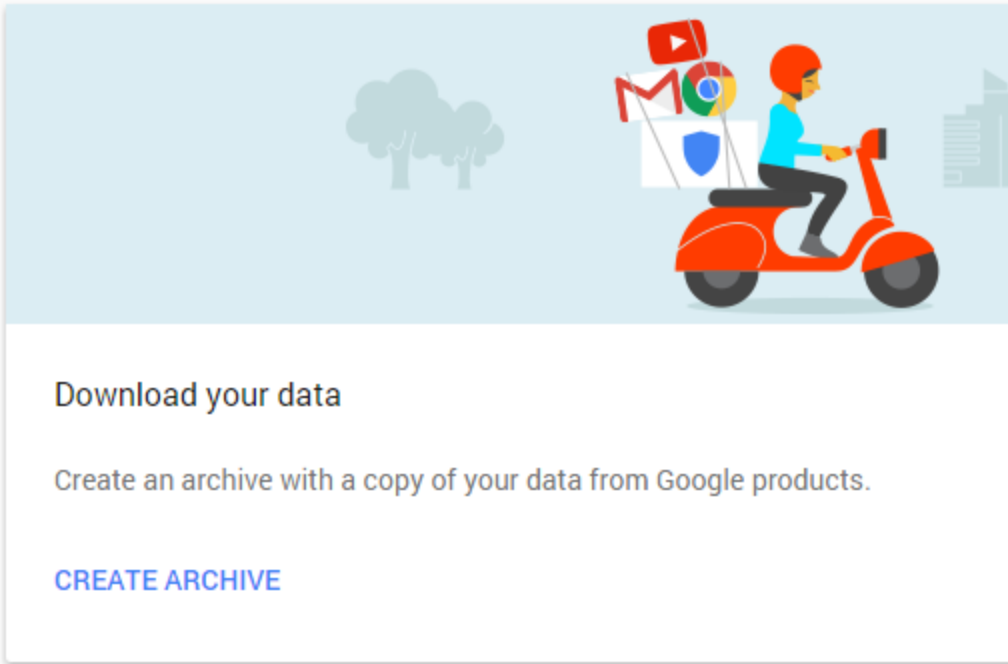 Download your data
Create an archive with a copy of your data from Google products.
CREATE ARCHIVE